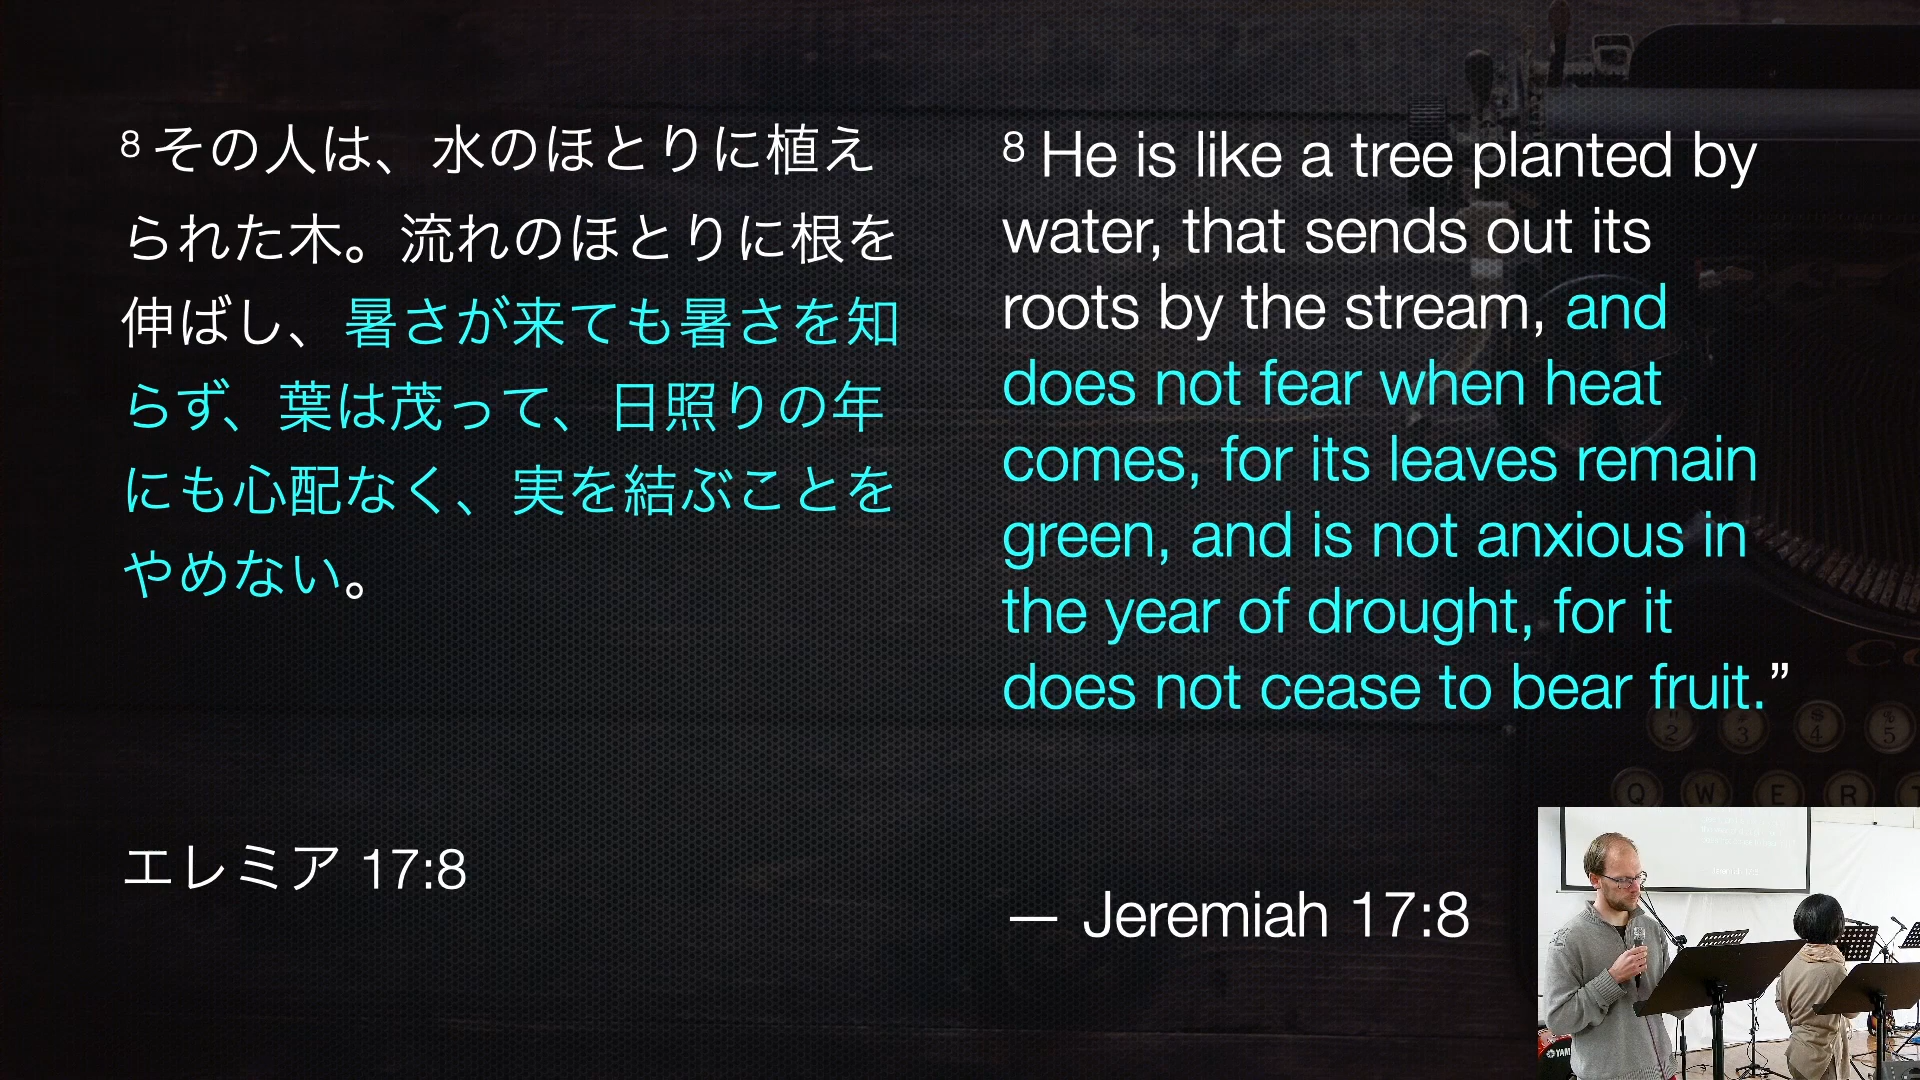 8 その人は、水のほとりに植え
られた木。流れのほとりに根を
伸ばし、暑さが来ても暑さを知
らず、葉は茂って、日照りの年
にも心配なく、実を結ぶことを
やめない。
エレミア 17:8
8 He is like a tree planted by
water, that sends out its
roots by the stream, and
does not fear when heat
comes, for its leaves remain
green, and is not anxious in
the year of drought, for it
does not cease to bear fruit.”
— Jeremiah 17:8
2 3 4 5
Q W E R T
YAM